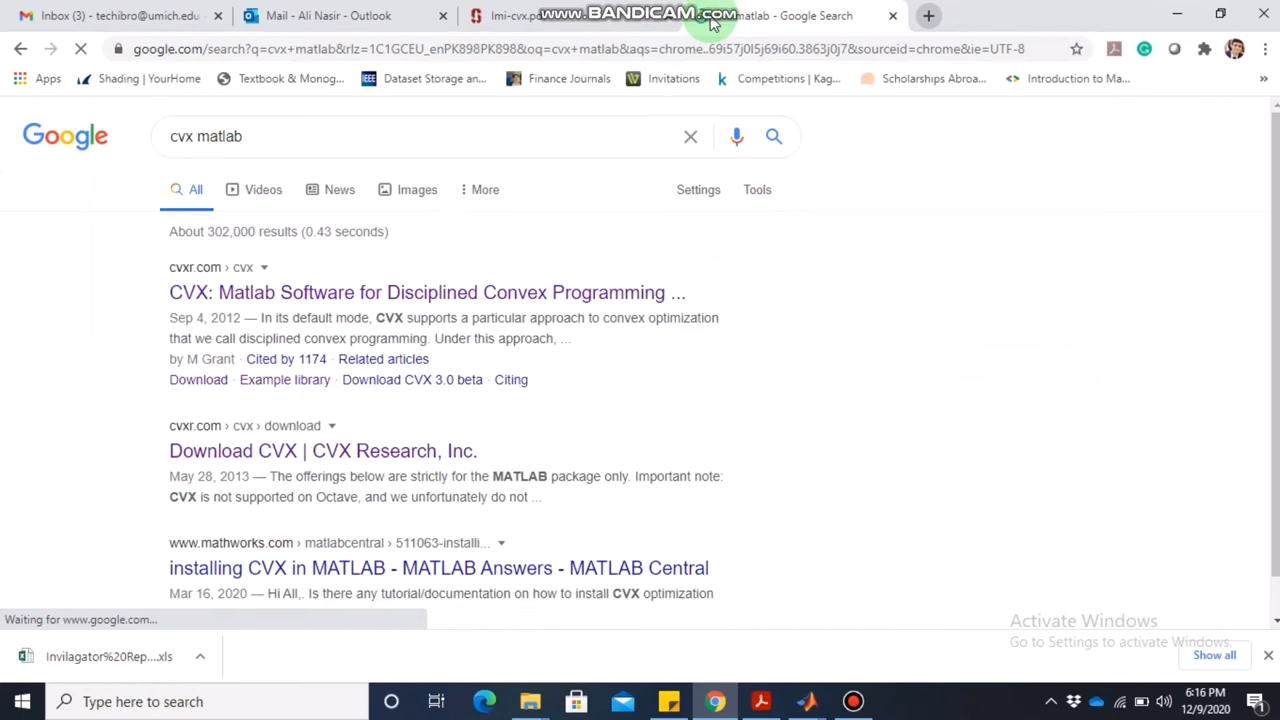 Inbox (3) - techibro@umich.edu
Mail - Ali Nasir - Outlook
lmi-cvx.p
www.BANDICAM.com
matlab - Google Search
google.com/search?q=cvx+matlab&rlz=1C1GCEU_enPK898PK898&oq=cvx+matlab&aqs=chrome..69i57j0l5j69i60.3863j0j7&sourceid=chrome&ie=UTF-8
Apps
Shading | YourHome
Textbook & Monog...
Dataset Storage an...
Finance Journals
Invitations
Competitions | Kag...
Scholarships Abroa...
Introduction to Ma...
Google
cvx matlab
All
Videos
News
Images
More
Settings
Tools
About 302,000 results (0.43 seconds)
cvxr.com › cvx
CVX: Matlab Software for Disciplined Convex Programming ...
Sep 4, 2012 — In its default mode, CVX supports a particular approach to convex optimization
that we call disciplined convex programming. Under this approach, ...
by M Grant · Cited by 1174 · Related articles
Download · Example library · Download CVX 3.0 beta · Citing
cvxr.com › cvx › download
Download CVX | CVX Research, Inc.
May 28, 2013 — The offerings below are strictly for the MATLAB package only. Important note:
CVX is not supported on Octave, and we unfortunately do not ...
www.mathworks.com › matlabcentral › 511063-installi...
installing CVX in MATLAB - MATLAB Answers - MATLAB Central
Mar 16, 2020 — Hi All,. Is there any tutorial/documentation on how to install CVX optimization
Waiting for www.google.com...
Activate Windows
Go to Settings to activate Windows.
Invilagator%20Rep....xls
Show all
Type here to search
6:16 PM
12/9/2020